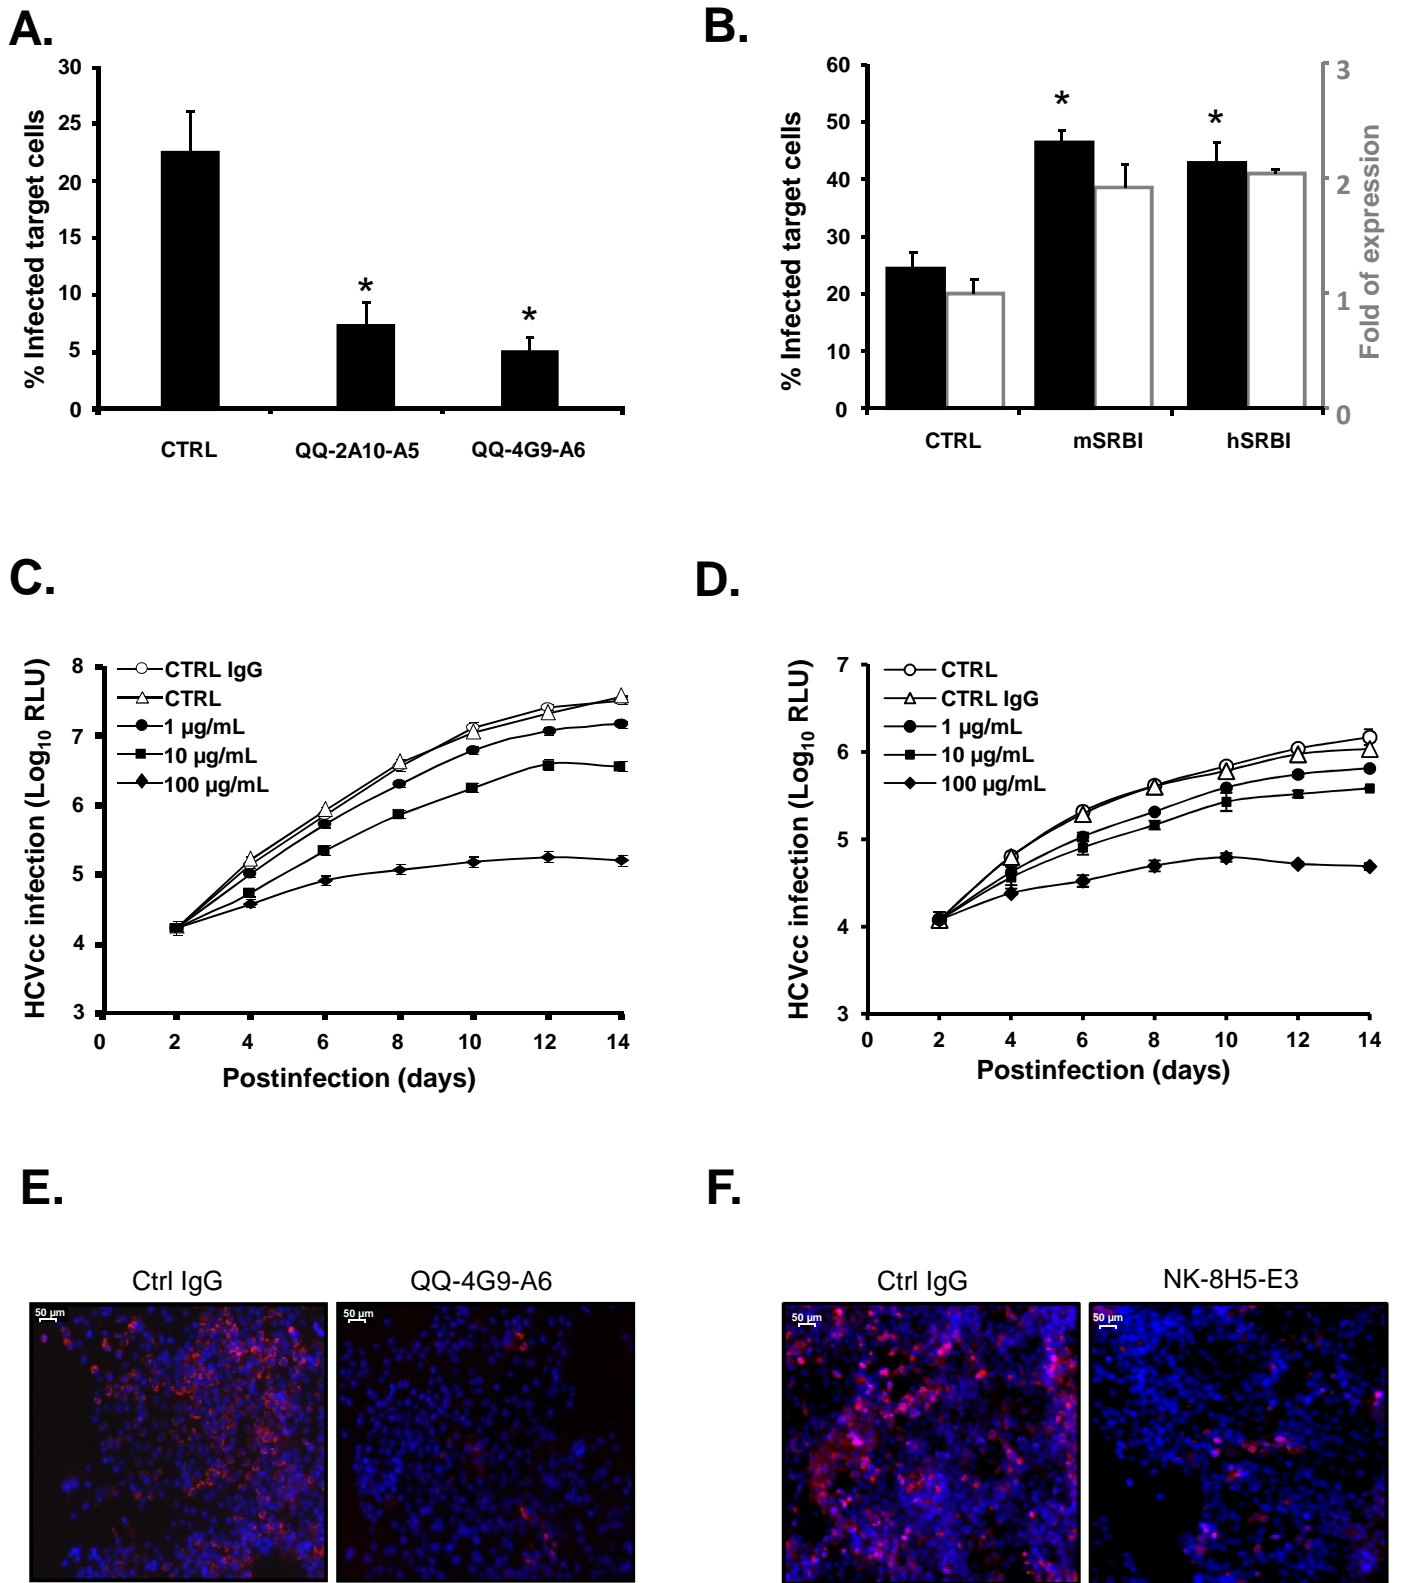 A.
30
25
20
15
10
5
0
% Infected target cells
*
*
CTRL
QQ-2A10-A5
QQ-4G9-A6
B.
60
50
40
30
20
10
0
% Infected target cells
*
*
3
2
1
0
Fold of expression
CTRL
mSRBI
hSRBI
C.
8
7
6
5
4
3
HCVcc infection (Log10 RLU)
CTRL IgG
CTRL
1 µg/mL
10 µg/mL
100 µg/mL
0 2 4 6 8 10 12 14
Postinfection (days)
D.
7
6
5
4
3
HCVcc infection (Log10 RLU)
CTRL
CTRL IgG
1 µg/mL
10 µg/mL
100 µg/mL
0 2 4 6 8 10 12 14
Postinfection (days)
E.
Ctrl IgG
QQ-4G9-A6
50 µm
50 µm
F.
Ctrl IgG
NK-8H5-E3
50 µm
50 µm